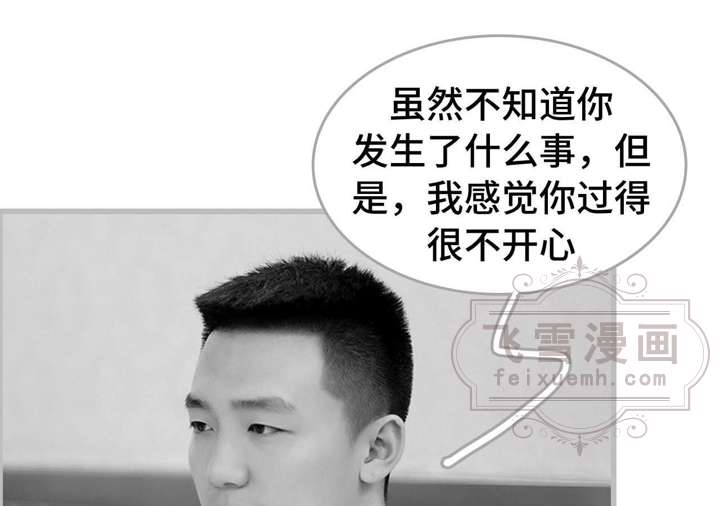 虽然不知道你
发生了什么事，但
是，我感觉你过得
很不开心
飞雪漫画
feixuemh.com